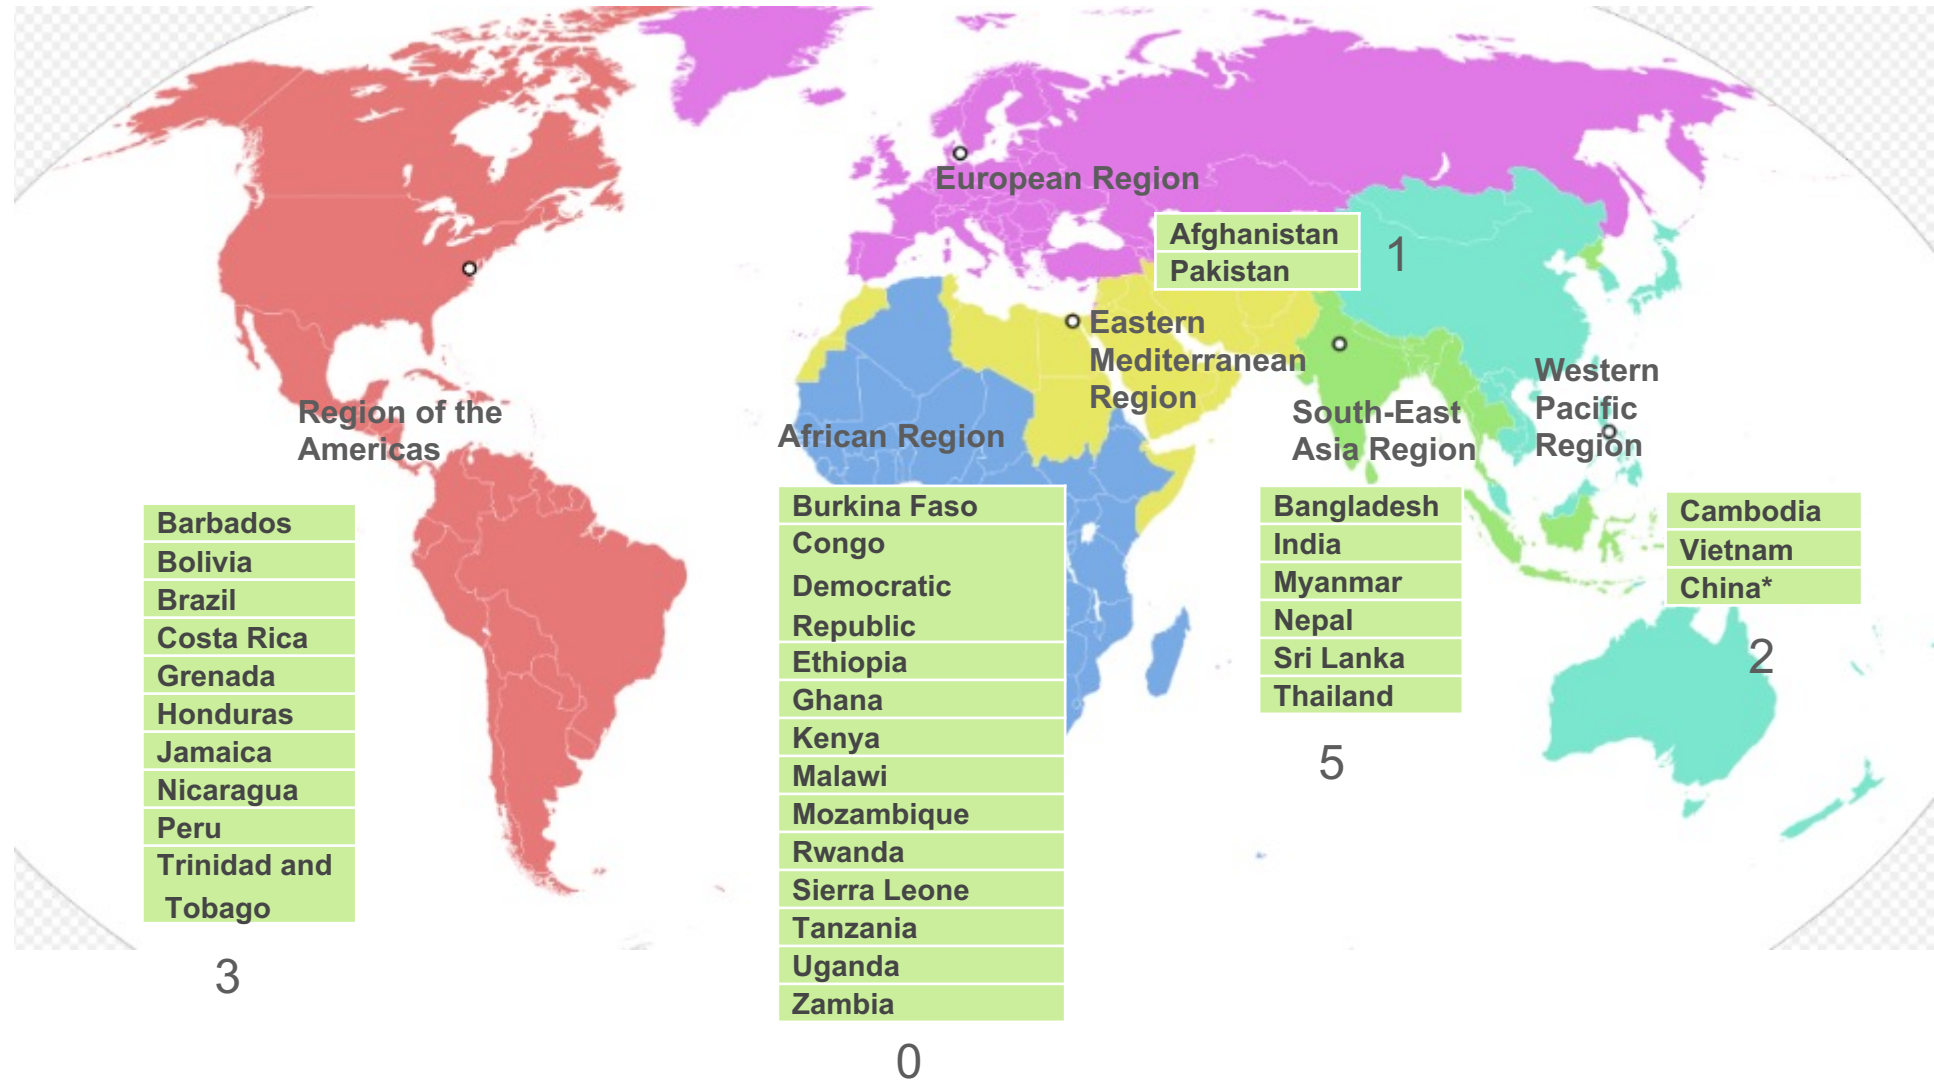 European Region
Afghanistan
Pakistan
1
Eastern
Mediterranean
Region
Western
Pacific
Region
South-East
Asia Region
Region of the
Americas
African Region
Barbados
Bolivia
Brazil
Costa Rica
Grenada
Honduras
Jamaica
Nicaragua
Peru
Trinidad and
Tobago
3
Burkina Faso
Congo
Democratic
Republic
Ethiopia
Ghana
Kenya
Malawi
Mozambique
Rwanda
Sierra Leone
Tanzania
Uganda
Zambia
0
Bangladesh
India
Myanmar
Nepal
Sri Lanka
Thailand
5
Cambodia
Vietnam
China*
2